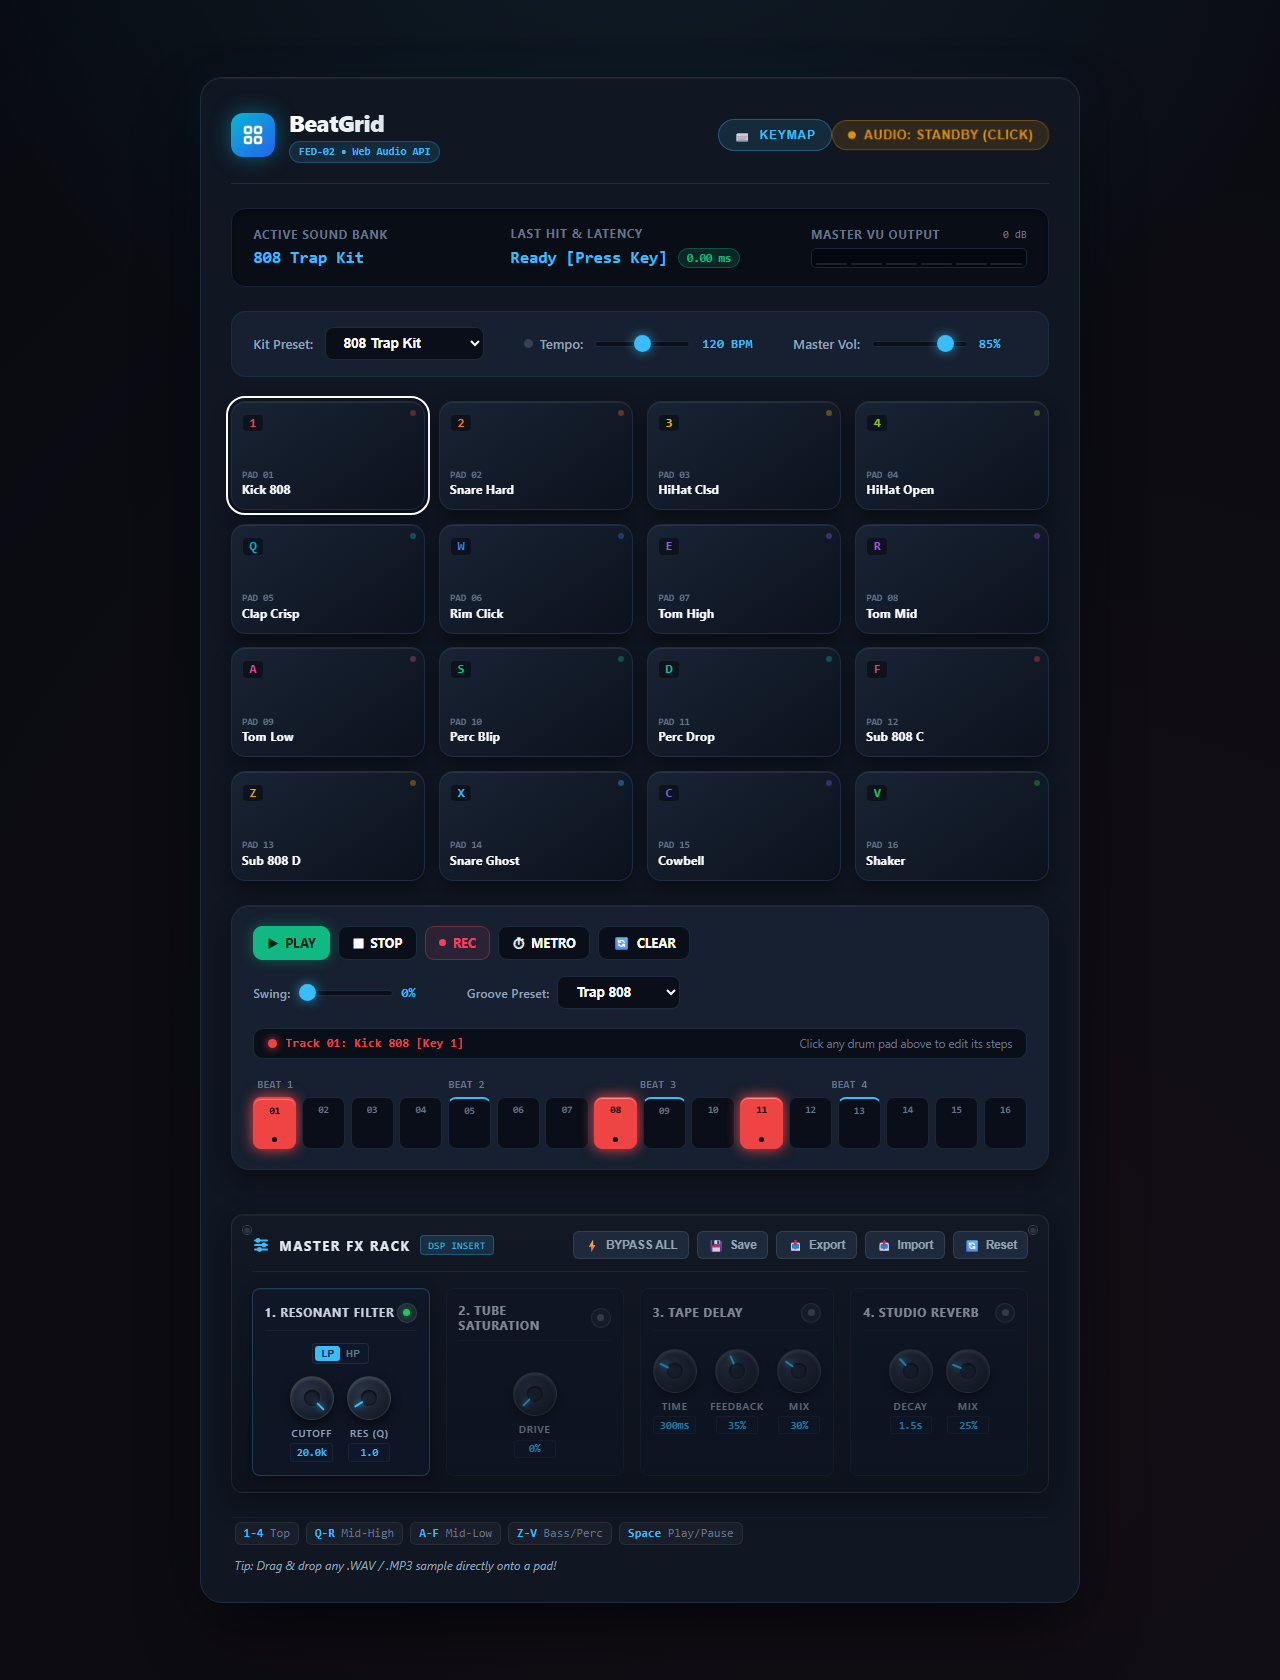 BeatGrid
FED-02 • Web Audio API
KEYMAP
AUDIO: STANDBY (CLICK)
ACTIVE SOUND BANK
808 Trap Kit
LAST HIT & LATENCY
Ready [Press Key]
0.00 ms
MASTER VU OUTPUT
0 dB
Kit Preset:
808 Trap Kit
Tempo:
120 BPM
Master Vol:
85%
1
PAD 01
Kick 808
2
PAD 02
Snare Hard
3
PAD 03
HiHat Clsd
4
PAD 04
HiHat Open
Q
PAD 05
Clap Crisp
W
PAD 06
Rim Click
E
PAD 07
Tom High
R
PAD 08
Tom Mid
A
PAD 09
Tom Low
S
PAD 10
Perc Blip
D
PAD 11
Perc Drop
F
PAD 12
Sub 808 C
Z
PAD 13
Sub 808 D
X
PAD 14
Snare Ghost
C
PAD 15
Cowbell
V
PAD 16
Shaker
PLAY
STOP
REC
METRO
CLEAR
Swing:
0%
Groove Preset:
Trap 808
Track 01: Kick 808 [Key 1]
Click any drum pad above to edit its steps
BEAT 1
BEAT 2
BEAT 3
BEAT 4
01
02
03
04
05
06
07
08
09
10
11
12
13
14
15
16
MASTER FX RACK
DSP INSERT
BYPASS ALL
Save
Export
Import
Reset
1. RESONANT FILTER
LP
HP
CUTOFF
20.0k
RES (Q)
1.0
2. TUBE
SATURATION
DRIVE
0%
3. TAPE DELAY
TIME
300ms
FEEDBACK
35%
MIX
30%
4. STUDIO REVERB
DECAY
1.5s
MIX
25%
1-4 Top
Q-R Mid-High
A-F Mid-Low
Z-V Bass/Perc
Space Play/Pause
Tip: Drag & drop any .WAV / .MP3 sample directly onto a pad!